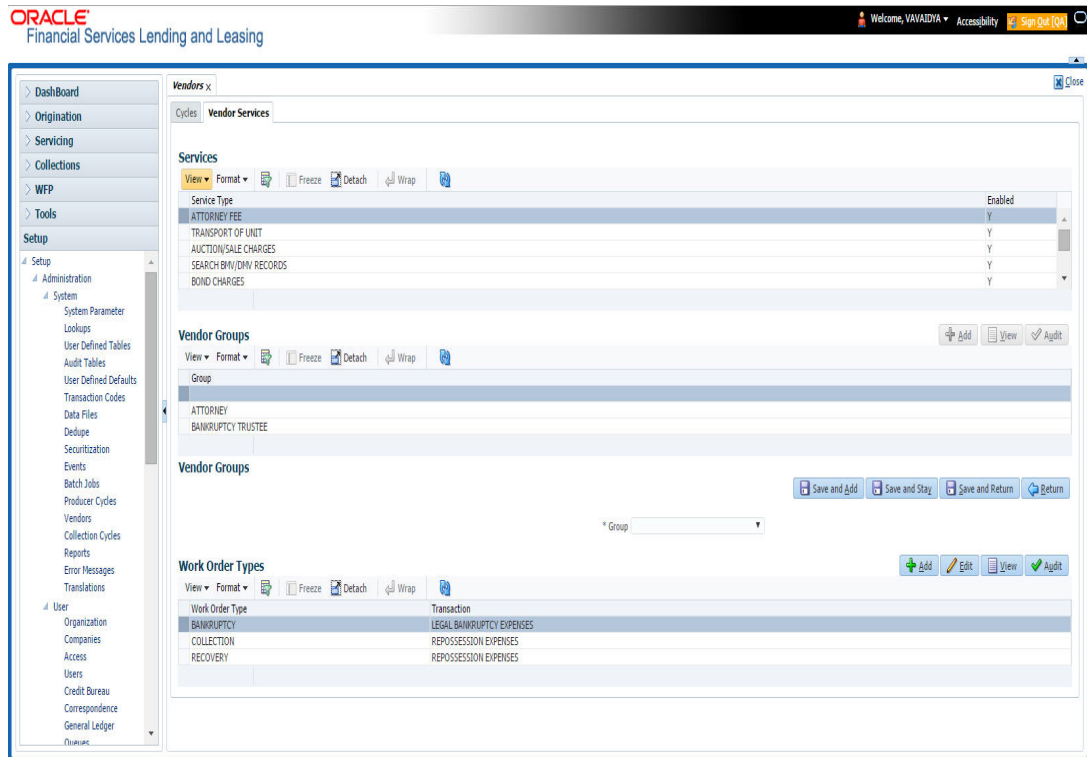 ORACLE'
Financial Services Lending and Leasing
Welcome, VAVAIDYA Accessibility Sign Out [QA]
Close
DashBoard
Origination
Servicing
Collections
WFP
Tools
Setup
Setup
Administration
System
System Parameter
Lookups
User Defined Tables
Audit Tables
User Defined Defaults
Transaction Codes
Data Files
Dedupe
Securitization
Events
Batch Jobs
Producer Cycles
Vendors
Collection Cycles
Reports
Error Messages
Translations
User
Organization
Companies
Access
Users
Credit Bureau
Correspondence
General Ledger
Queues
Vendors X
Cycles Vendor Services
Services
View Format Freeze Detach Wrap
Service Type Enabled
ATTORNEY FEE Y
TRANSPORT OF UNIT Y
AUCTION/SALE CHARGES Y
SEARCH BMV/DMV RECORDS Y
BOND CHARGES Y
Vendor Groups Add View Audit
View Format Freeze Detach Wrap
Group
ATTORNEY
BANKRUPTCY TRUSTEE
Vendor Groups
Save and Add Save and Stay Save and Return Return
* Group
Work Order Types Add Edit View Audit
View Format Freeze Detach Wrap
Work Order Type Transaction
BANKRUPTCY LEGAL BANKRUPTCY EXPENSES
COLLECTION REPOSSESSION EXPENSES
RECOVERY REPOSSESSION EXPENSES